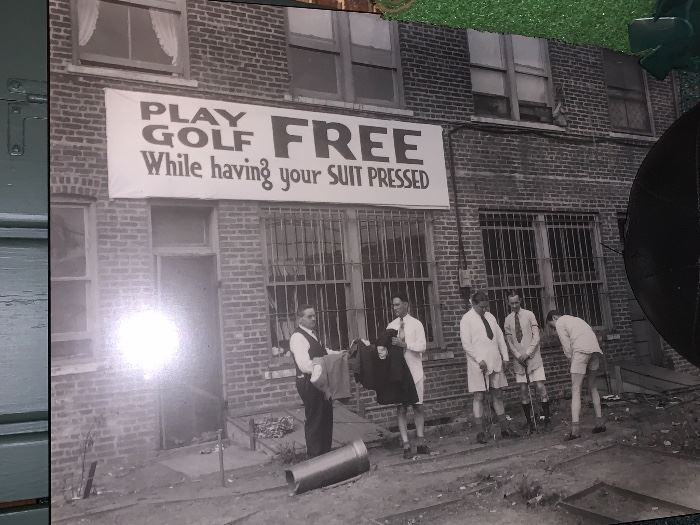 PLAY
GOLF FREE
While having your SUIT PRESSED